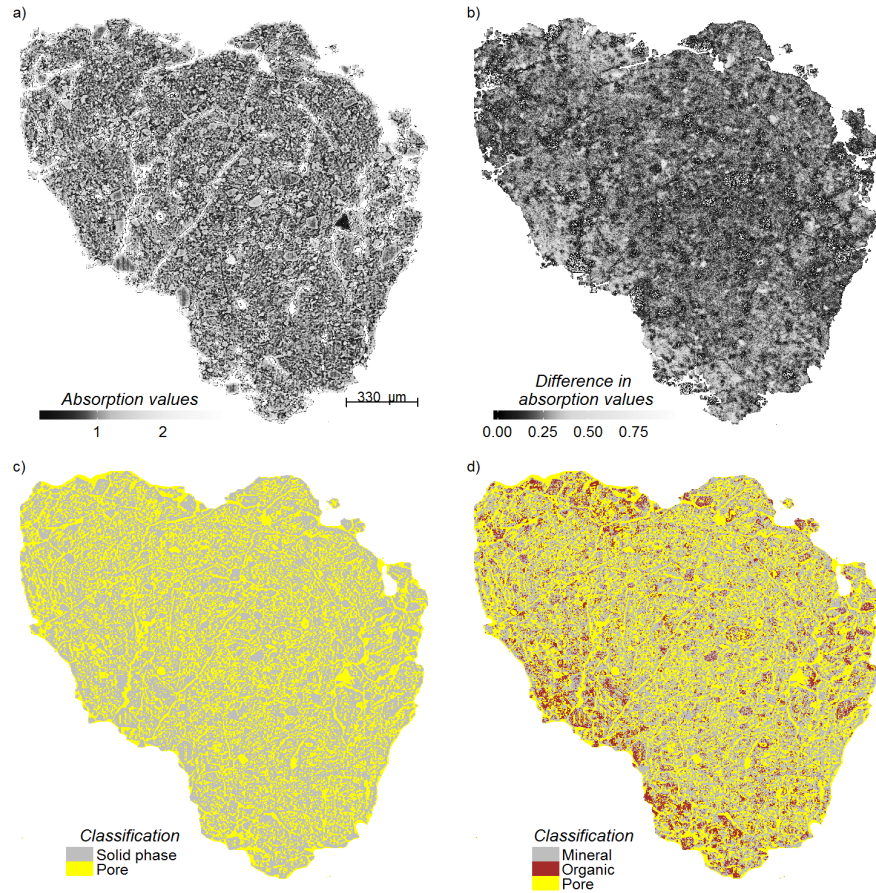 a)
b)
Absorption values
1 2
330 µm
Difference in
absorption values
0.00 0.25 0.50 0.75
c)
d)
Classification
Solid phase
Pore
Classification
Mineral
Organic
Pore